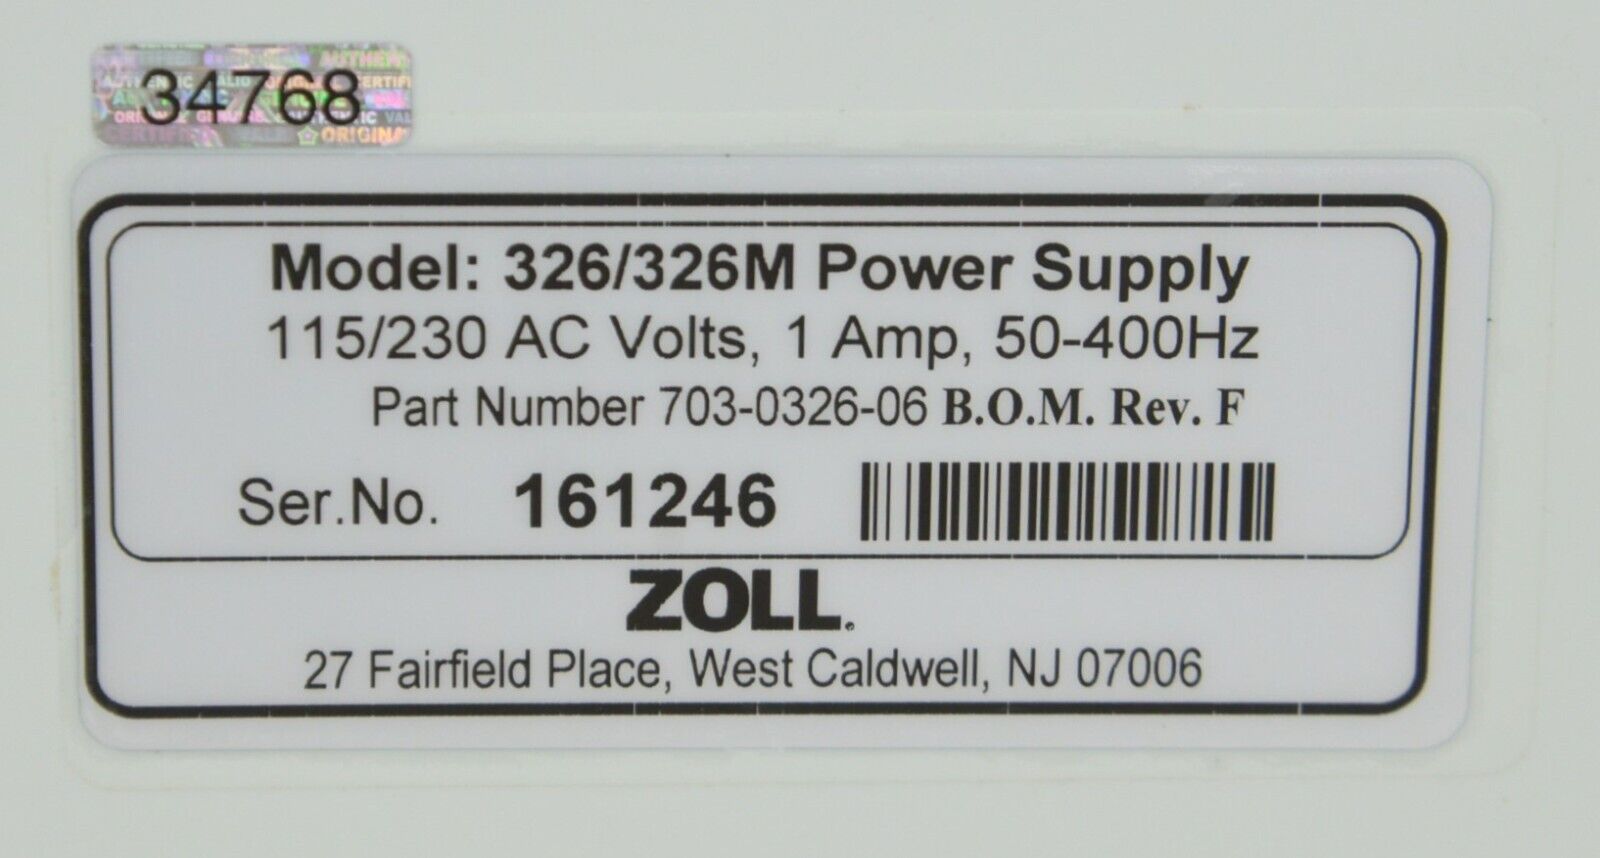 34768
Model: 326/326M Power Supply
115/230 AC Volts, 1 Amp, 50-400Hz
Part Number 703-0326-06 B.O.M. Rev. F
Ser.No. 161246
ZOLL.
27 Fairfield Place, West Caldwell, NJ 07006